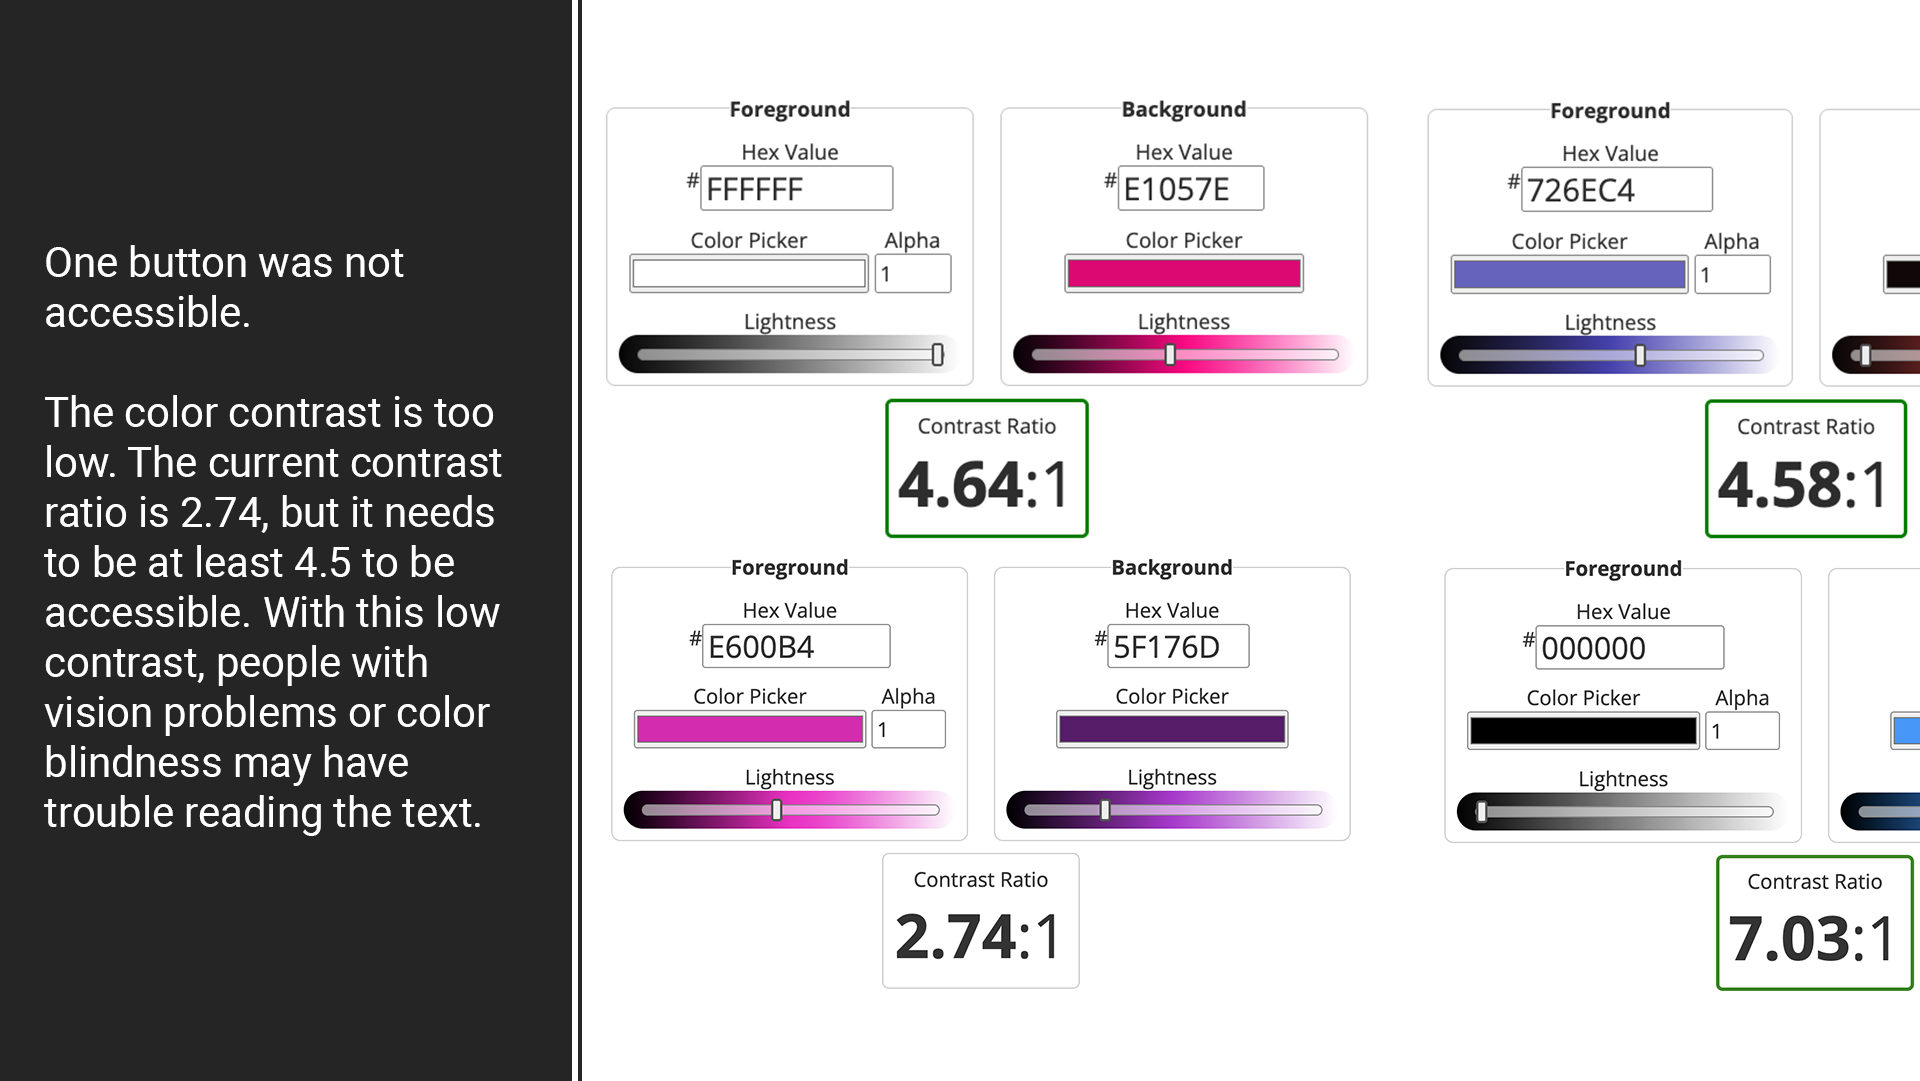 One button was not
accessible.
The color contrast is too
low. The current contrast
ratio is 2.74, but it needs
to be at least 4.5 to be
accessible. With this low
contrast, people with
vision problems or color
blindness may have
trouble reading the text.
Foreground
Hex Value
# FFFFFF
Color Picker Alpha
1
Lightness
Background
Hex Value
# E1057E
Color Picker
Lightness
Contrast Ratio
4.64:1
Foreground
Hex Value
# 726EC4
Color Picker Alpha
1
Lightness
Contrast Ratio
4.58:1
Foreground
Hex Value
# E600B4
Color Picker Alpha
1
Lightness
Background
Hex Value
# 5F176D
Color Picker
Lightness
Contrast Ratio
2.74:1
Foreground
Hex Value
# 000000
Color Picker Alpha
1
Lightness
Contrast Ratio
7.03:1